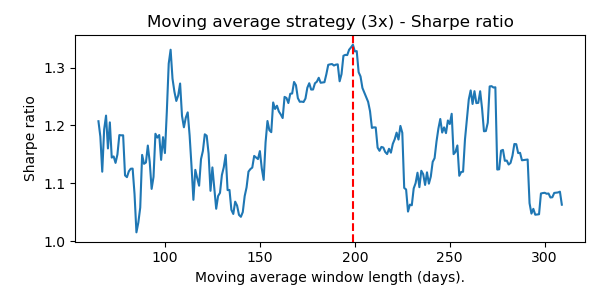 Moving average strategy (3x) - Sharpe ratio
1.3
1.2
1.1
1.0
Sharpe ratio
100 150 200 250 300
Moving average window length (days).